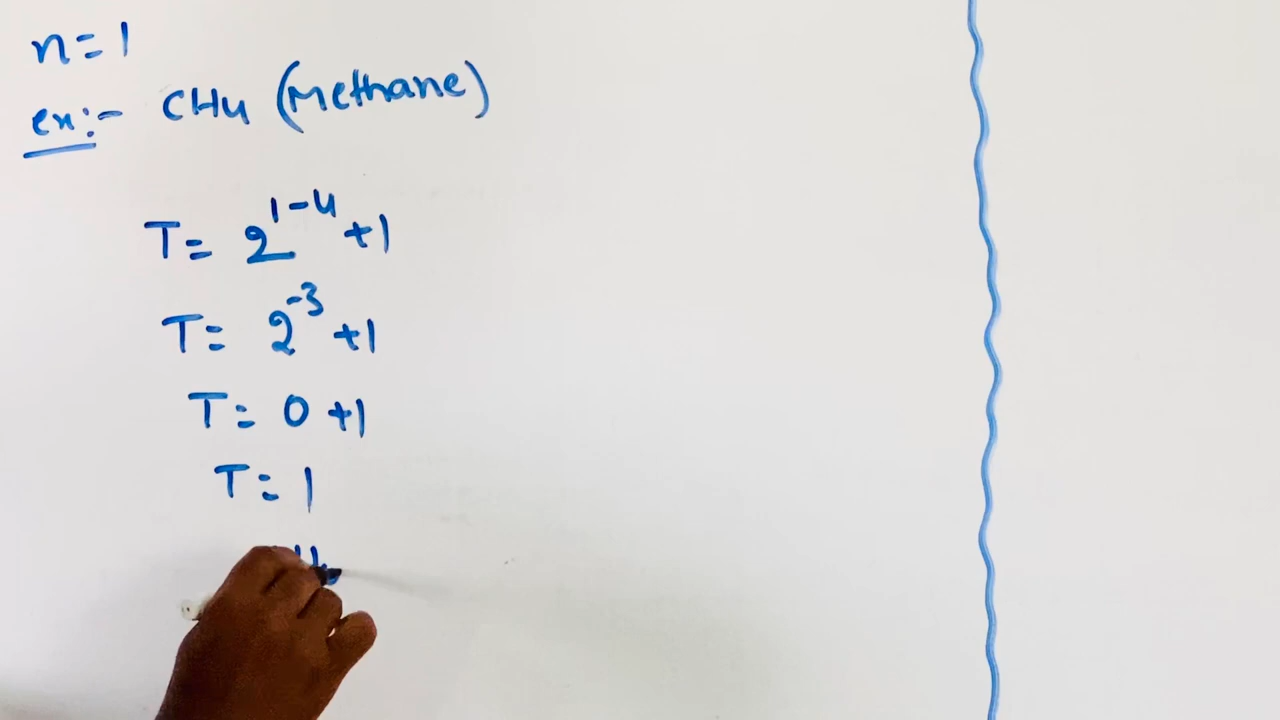 n=1
ex:- CH4 (Methane)
T= 2^1-4 +1
T= 2^-3 +1
T= 0 +1
T= 1